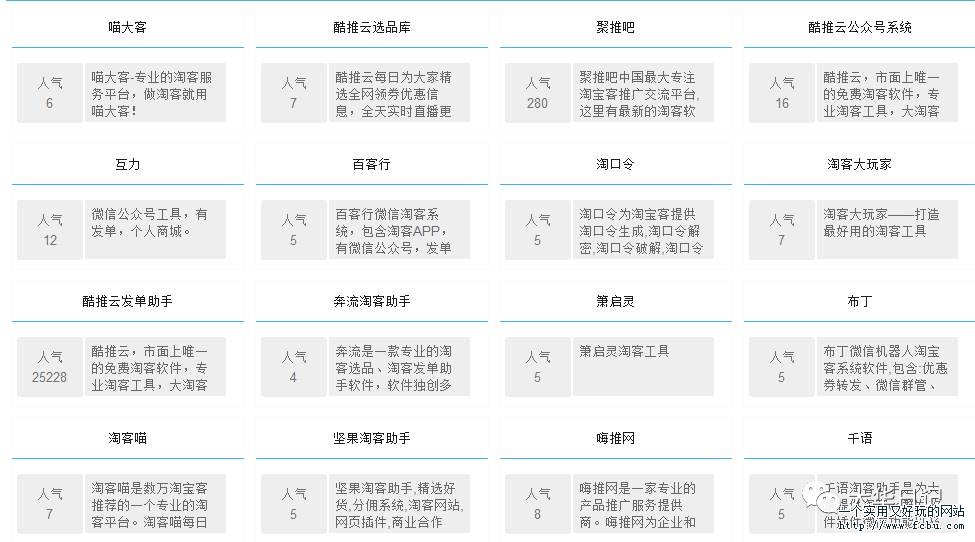 喵大客
酷推云选品库
聚推吧
酷推云公众号系统
人气
6
喵大客-专业的淘客服
务平台，做淘客就用
喵大客！
人气
7
酷推云每日为大家精
选全网领券优惠信
息，全天实时直播更
人气
280
聚推吧中国最大专注
淘宝客推广交流平台,
这里有最新的淘客软
人气
16
酷推云，市面上唯一
的免费淘客软件，专
业淘客工具，大淘客
互力
百客行
淘口令
淘客大玩家
人气
12
微信公众号工具，有
发单，个人商城。
人气
5
百客行微信淘客系
统，包含淘客APP，
有微信公众号，发单
人气
5
淘口令为淘宝客提供
淘口令生成,淘口令解
密,淘口令破解,淘口令
人气
7
淘客大玩家——打造
最好用的淘客工具
酷推云发单助手
奔流淘客助手
箫启灵
布丁
人气
25228
酷推云，市面上唯一
的免费淘客软件，专
业淘客工具，大淘客
人气
4
奔流是一款专业的淘
客选品、淘客发单助
手软件，软件独创多
人气
5
箫启灵淘客工具
人气
5
布丁微信机器人淘宝
客系统软件,包含:优惠
券转发、微信群管、
淘客喵
坚果淘客助手
嗨推网
千语
人气
7
淘客喵是数万淘宝客
推荐的一个专业的淘
客平台。淘客喵每日
人气
5
坚果淘客助手,精选好
货,分佣系统,淘客网站,
网页插件,商业合作
人气
8
嗨推网是一家专业的
产品推广服务提供
商。嗨推网为企业和
人气
5
千语淘客助手是为大
一个实用又好玩的网站
http://www.fcbu.com